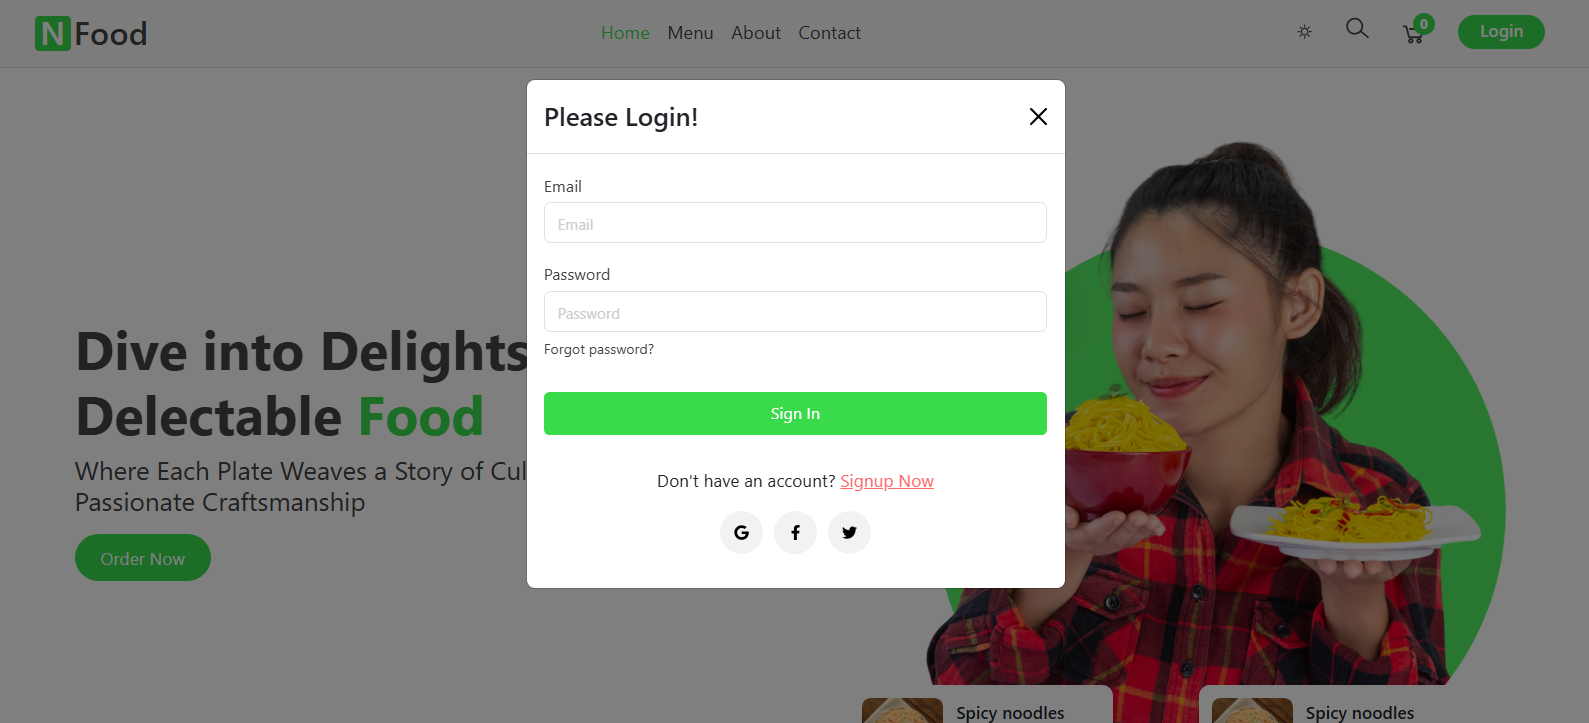 N Food
Home Menu About Contact
0
Login
Please Login!
Email
Email
Password
Password
Forgot password?
Sign In
Don't have an account? Signup Now
Dive into Delights
Delectable Food
Where Each Plate Weaves a Story of Cul
Passionate Craftsmanship
Order Now
Spicy noodles
Spicy noodles